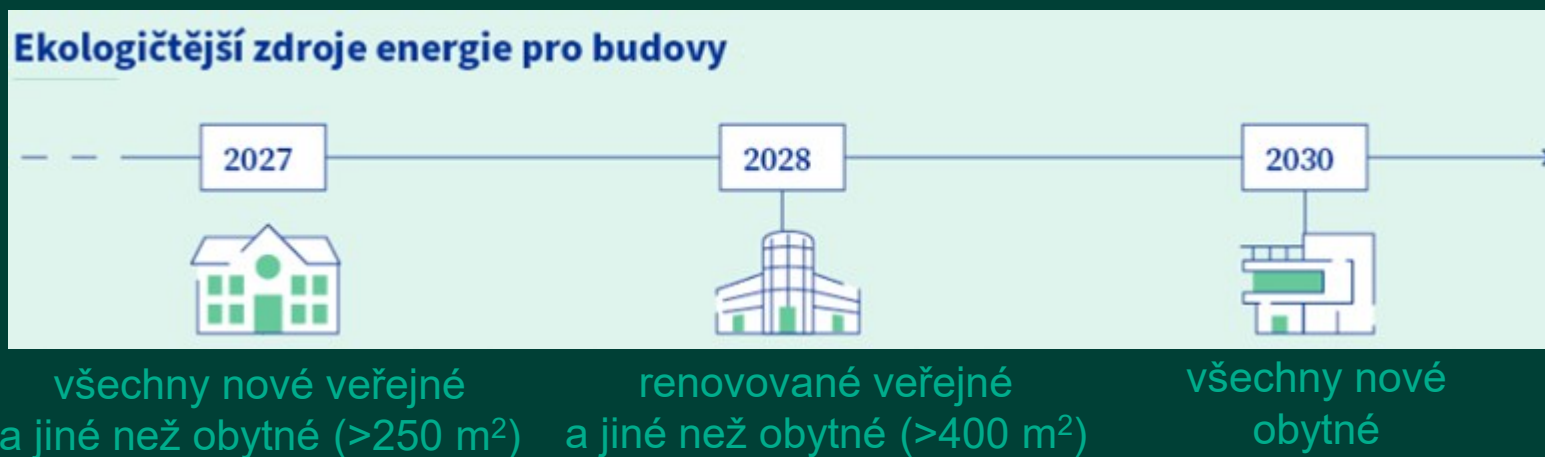 Ekologičtější zdroje energie pro budovy
2027
2028
2030
všechny nové veřejné
a jiné než obytné (>250 m²)
renovované veřejné
a jiné než obytné (>400 m²)
všechny nové
obytné